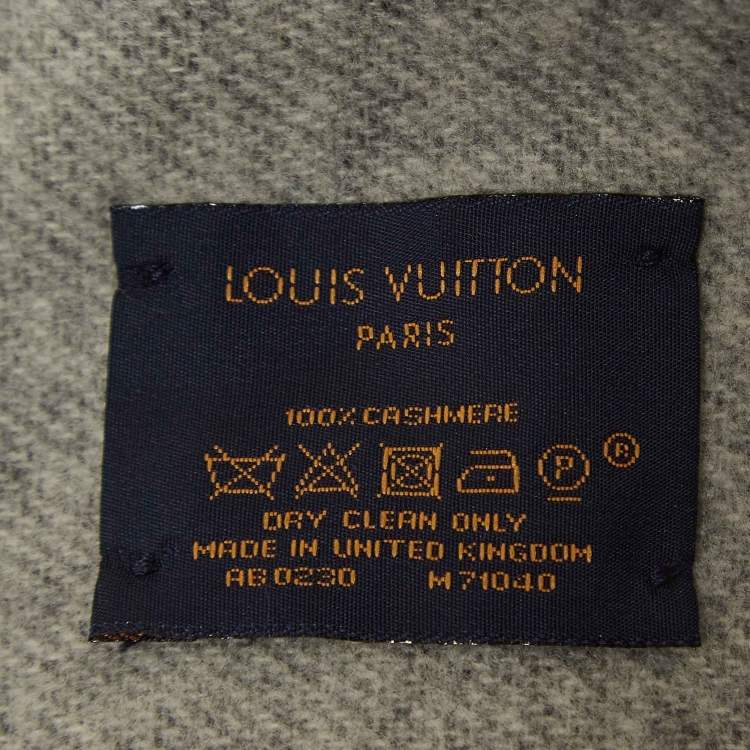 LOUIS VUITTON
PARIS
100% CASHMERE
P ®
DRY CLEAN ONLY
MADE IN UNITED KINGDOM
AB0230 M71040